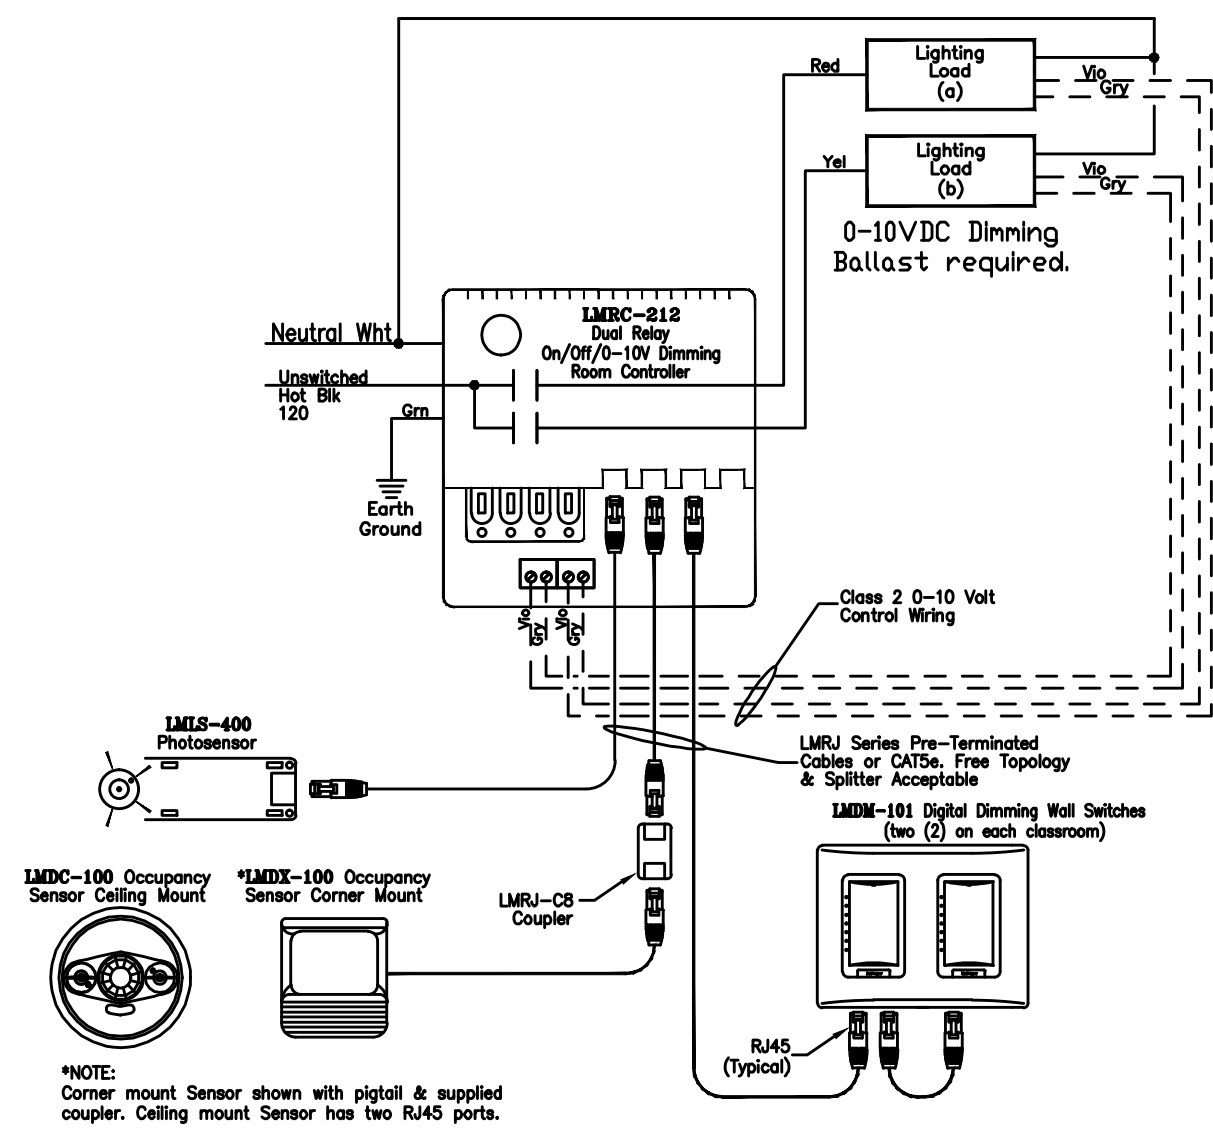 Red
Lighting
Load
(a)
Vio
Gry
Yel
Lighting
Load
(b)
Vio
Gry
0-10VDC Dimming
Ballast required.
LMRC-212
Dual Relay
On/Off/0-10V Dimming
Room Controller
Neutral Wht
Unswitched
Hot Blk
120
Grn
Earth
Ground
Vio
Gry
Vio
Gry
Class 2 0-10 Volt
Control Wiring
LMLS-400
Photosensor
LMRJ Series Pre-Terminated
Cables or CAT5e. Free Topology
& Splitter Acceptable
LMDM-101 Digital Dimming Wall Switches
(two (2) on each classroom)
LMDC-100 Occupancy
Sensor Ceiling Mount
*LMDX-100 Occupancy
Sensor Corner Mount
LMRJ-C8
Coupler
RJ45
(Typical)
*NOTE:
Corner mount Sensor shown with pigtail & supplied
coupler. Ceiling mount Sensor has two RJ45 ports.